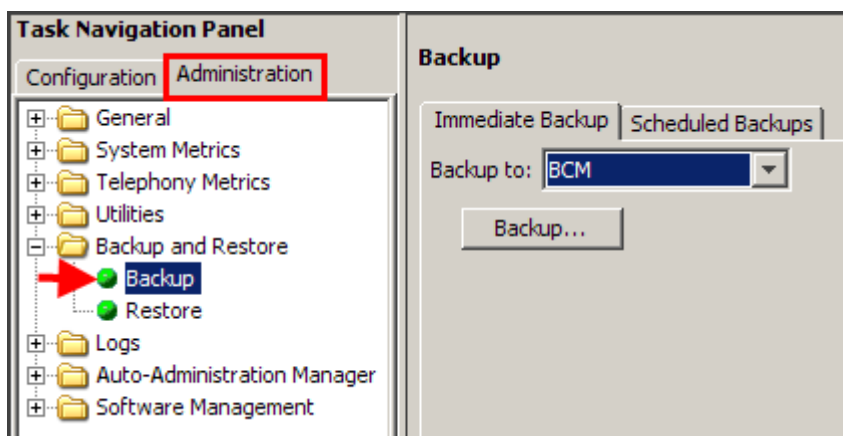 Task Navigation Panel
Configuration Administration
General
System Metrics
Telephony Metrics
Utilities
Backup and Restore
Backup
Restore
Logs
Auto-Administration Manager
Software Management
Backup
Immediate Backup Scheduled Backups
Backup to: BCM
Backup...